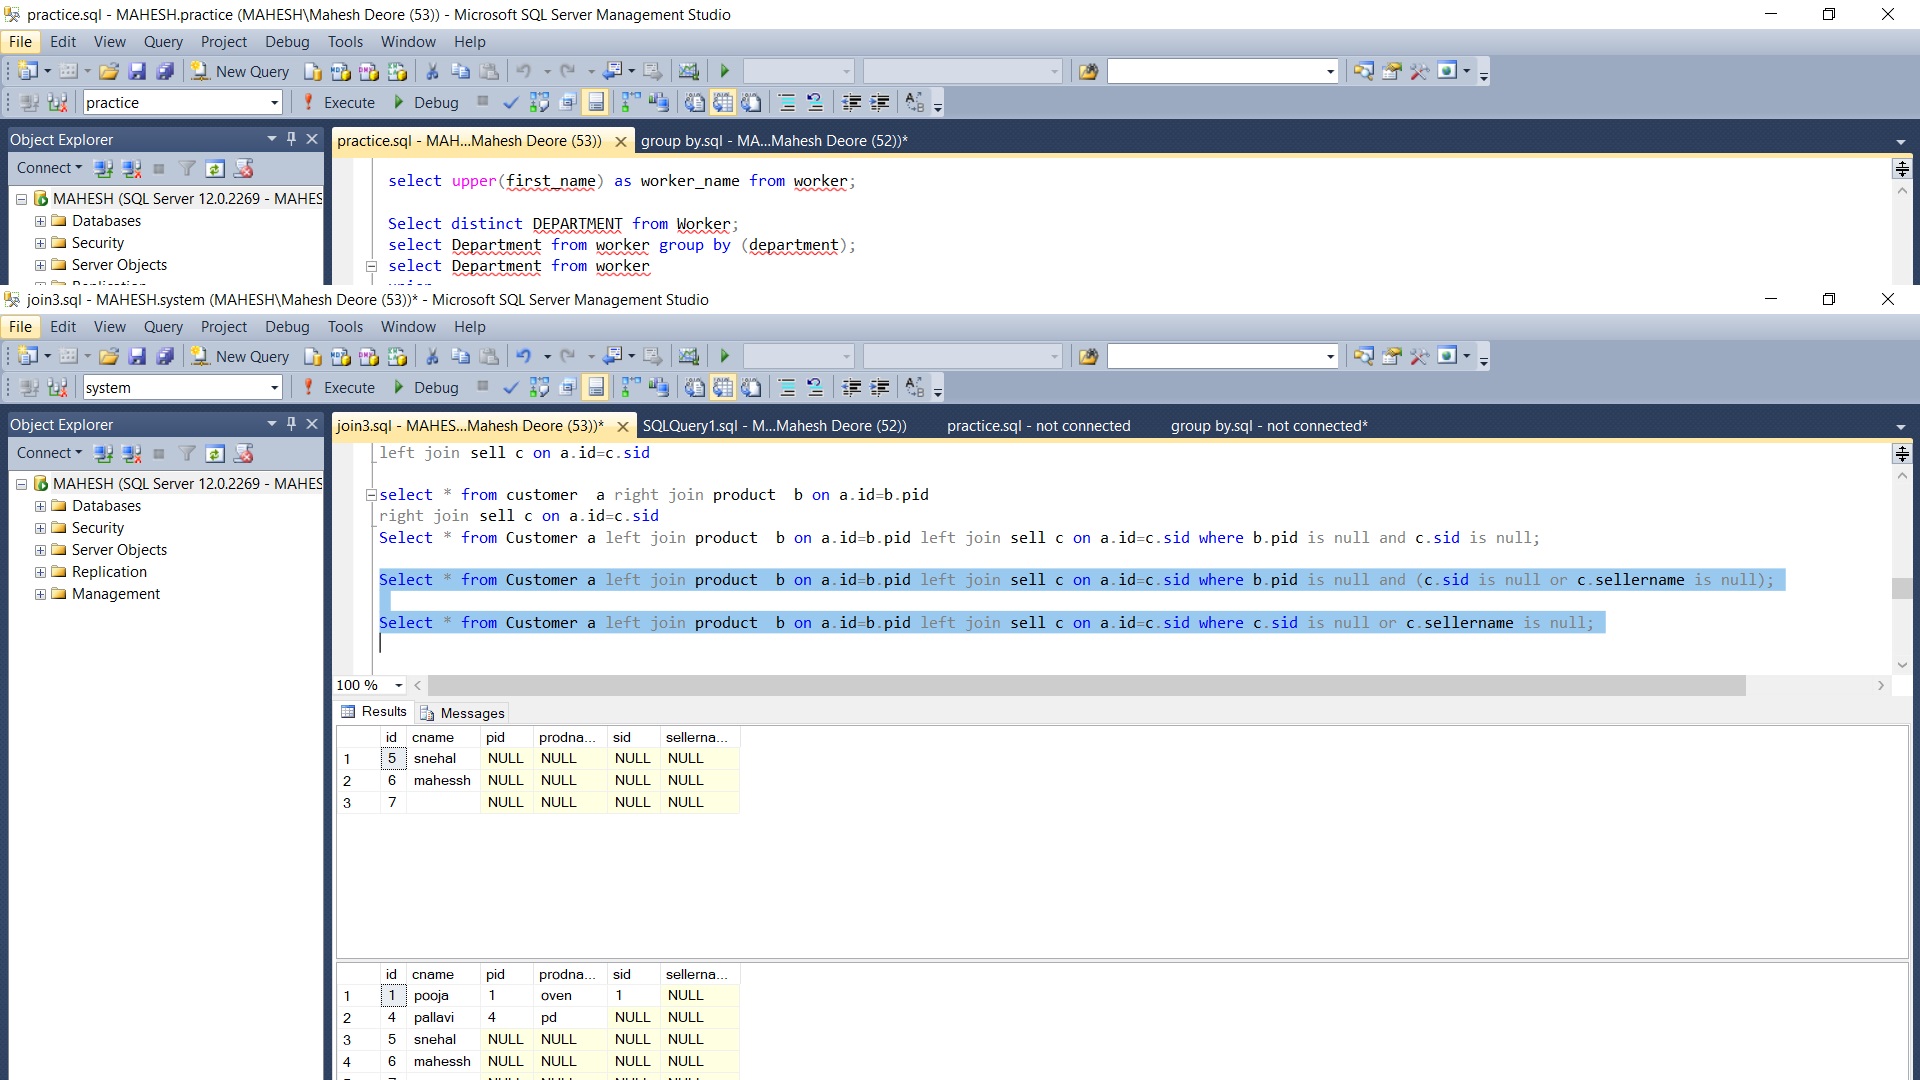 practice.sql - MAHESH.practice (MAHESH\Mahesh Deore (53)) - Microsoft SQL Server Management Studio
File Edit View Query Project Debug Tools Window Help
New Query
practice Execute Debug
Object Explorer
practice.sql - MAH...Mahesh Deore (53)) group by.sql - MA...Mahesh Deore (52))*
Connect
MAHESH (SQL Server 12.0.2269 - MAHES
Databases
Security
Server Objects
select upper(first_name) as worker_name from worker;
Select distinct DEPARTMENT from Worker;
select Department from worker group by (department);
select Department from worker
join3.sql - MAHESH.system (MAHESH\Mahesh Deore (53))* - Microsoft SQL Server Management Studio
File Edit View Query Project Debug Tools Window Help
New Query
system Execute Debug
Object Explorer
join3.sql - MAHES...Mahesh Deore (53))* SQLQuery1.sql - M...Mahesh Deore (52)) practice.sql - not connected group by.sql - not connected*
Connect
MAHESH (SQL Server 12.0.2269 - MAHES
Databases
Security
Server Objects
Replication
Management
left join sell c on a.id=c.sid
select * from customer  a right join product  b on a.id=b.pid
right join sell c on a.id=c.sid
Select * from Customer a left join product  b on a.id=b.pid left join sell c on a.id=c.sid where b.pid is null and c.sid is null;
Select * from Customer a left join product  b on a.id=b.pid left join sell c on a.id=c.sid where b.pid is null and (c.sid is null or c.sellername is null);
Select * from Customer a left join product  b on a.id=b.pid left join sell c on a.id=c.sid where c.sid is null or c.sellername is null;
100 %
Results Messages
id cname pid prodna... sid sellerna...
1 5 snehal NULL NULL NULL NULL
2 6 mahessh NULL NULL NULL NULL
3 7 NULL NULL NULL NULL
id cname pid prodna... sid sellerna...
1 1 pooja 1 oven 1 NULL
2 4 pallavi 4 pd NULL NULL
3 5 snehal NULL NULL NULL NULL
4 6 mahessh NULL NULL NULL NULL